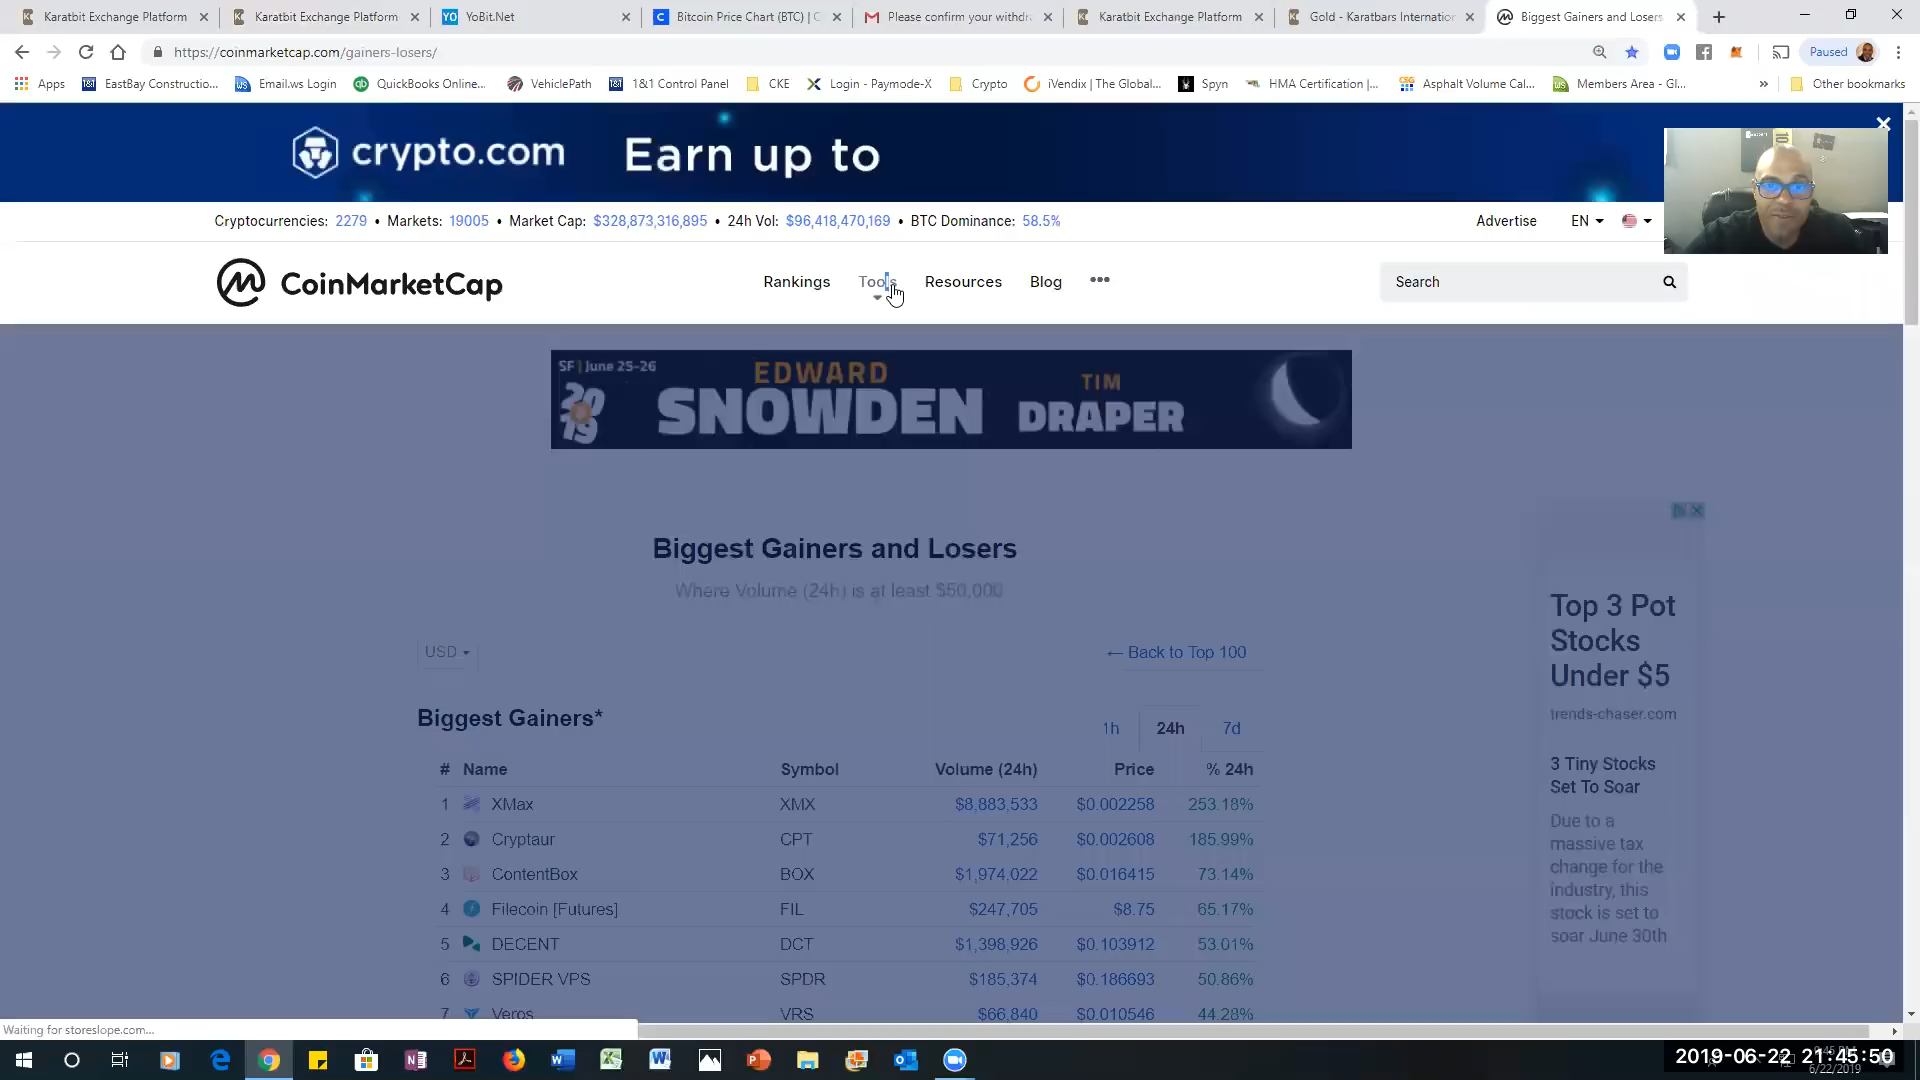 Karatbit Exchange Platform
Karatbit Exchange Platform
YO YoBit.Net
Bitcoin Price Chart (BTC) | C
Please confirm your withdr
Karatbit Exchange Platform
Gold - Karatbars Internation
Biggest Gainers and Losers
https://coinmarketcap.com/gainers-losers/
Paused
Apps
EastBay Constructio...
Email.ws Login
QuickBooks Online...
VehiclePath
1&1 Control Panel
CKE
Login - Paymode-X
Crypto
iVendix | The Global...
Spyn
HMA Certification |...
Asphalt Volume Cal...
Members Area - Gl...
»
Other bookmarks
crypto.com Earn up to
Cryptocurrencies: 2279 • Markets: 19005 • Market Cap: $328,873,316,895 • 24h Vol: $96,418,470,169 • BTC Dominance: 58.5%
Advertise EN
CoinMarketCap
Rankings Tools Resources Blog •••
Search
SF | June 25-26
2019
EDWARD
SNOWDEN
TIM
DRAPER
Biggest Gainers and Losers
Where Volume (24h) is at least $50,000
USD
← Back to Top 100
Biggest Gainers*
1h 24h 7d
# Name Symbol Volume (24h) Price % 24h
1 XMax XMX $8,883,533 $0.002258 253.18%
2 Cryptaur CPT $71,256 $0.002608 185.99%
3 ContentBox BOX $1,974,022 $0.016415 73.14%
4 Filecoin [Futures] FIL $247,705 $8.75 65.17%
5 DECENT DCT $1,398,926 $0.103912 53.01%
6 SPIDER VPS SPDR $185,374 $0.186693 50.86%
7 Veros VRS $66,840 $0.010546 44.28%
Top 3 Pot
Stocks
Under $5
trends-chaser.com
3 Tiny Stocks
Set To Soar
Due to a
massive tax
change for the
industry, this
stock is set to
soar June 30th
Waiting for storeslope.com...
2019-06-22 21:45:50
6/22/2019